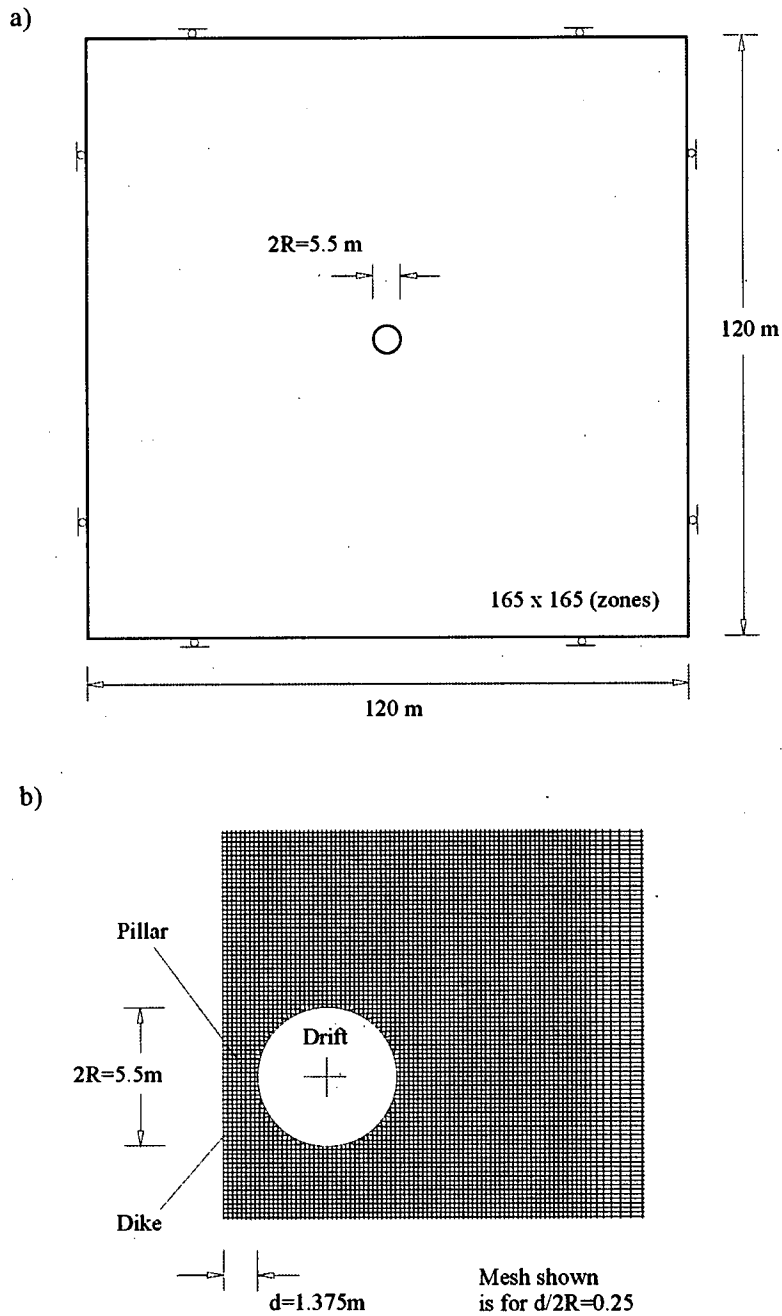 a)
2R=5.5 m
120 m
165 x 165 (zones)
120 m
b)
Pillar
Drift
2R=5.5m
Dike
d=1.375m
Mesh shown
is for d/2R=0.25